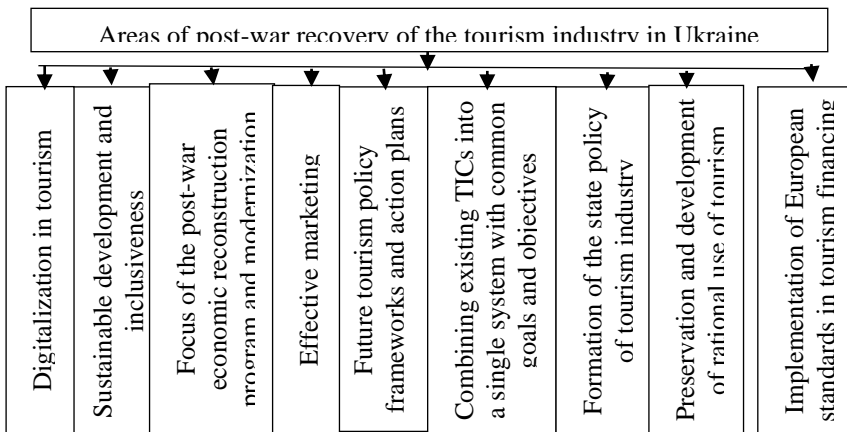 Areas of post-war recovery of the tourism industry in Ukraine
Digitalization in tourism
Sustainable development and
inclusiveness
Focus of the post-war
economic reconstruction
program and modernization
Effective marketing
Future tourism policy
frameworks and action plans
Combining existing TICs into
a single system with common
goals and objectives
Formation of the state policy
of tourism industry
Preservation and development
of rational use of tourism
Implementation of European
standards in tourism financing